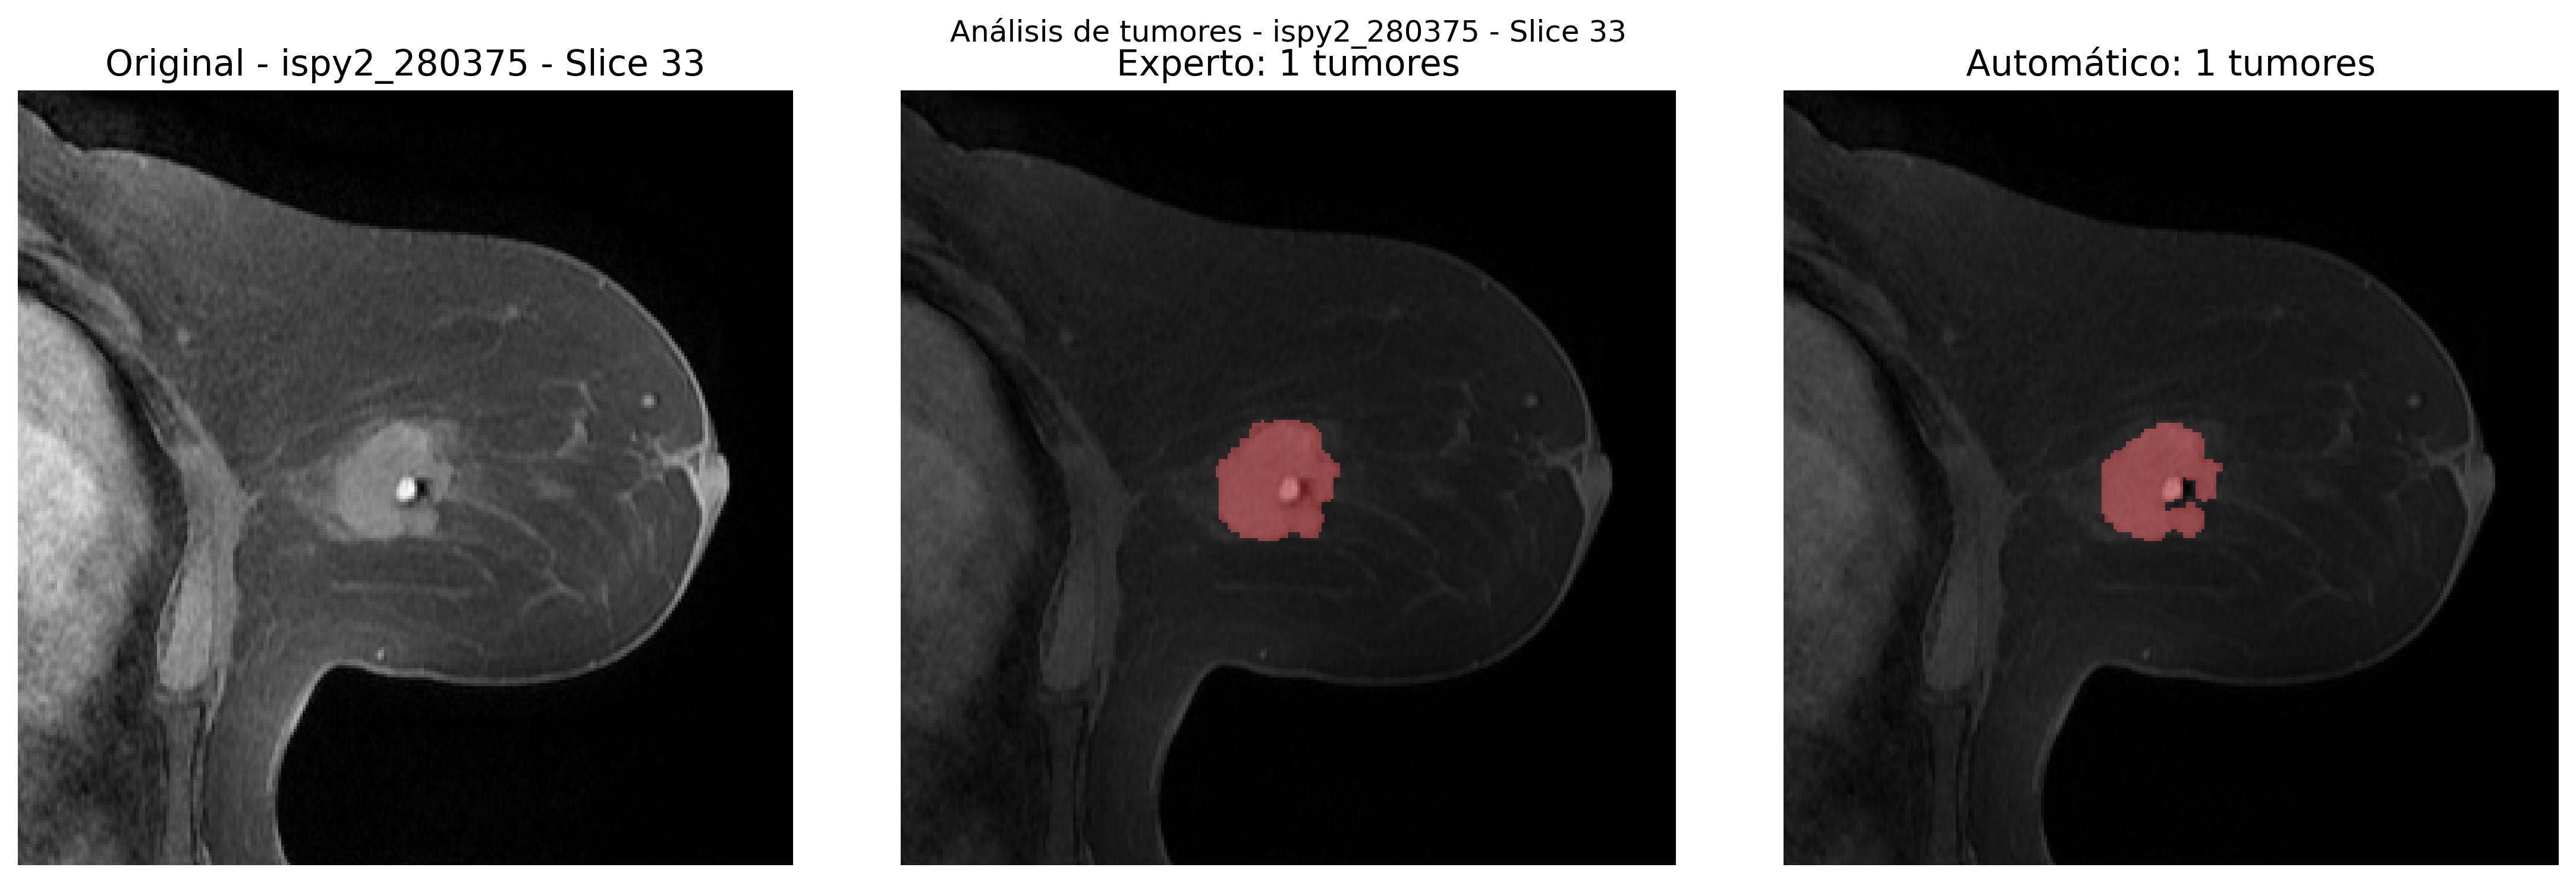 Análisis de tumores - ispy2_280375 - Slice 33
Original - ispy2_280375 - Slice 33
Experto: 1 tumores
Automático: 1 tumores